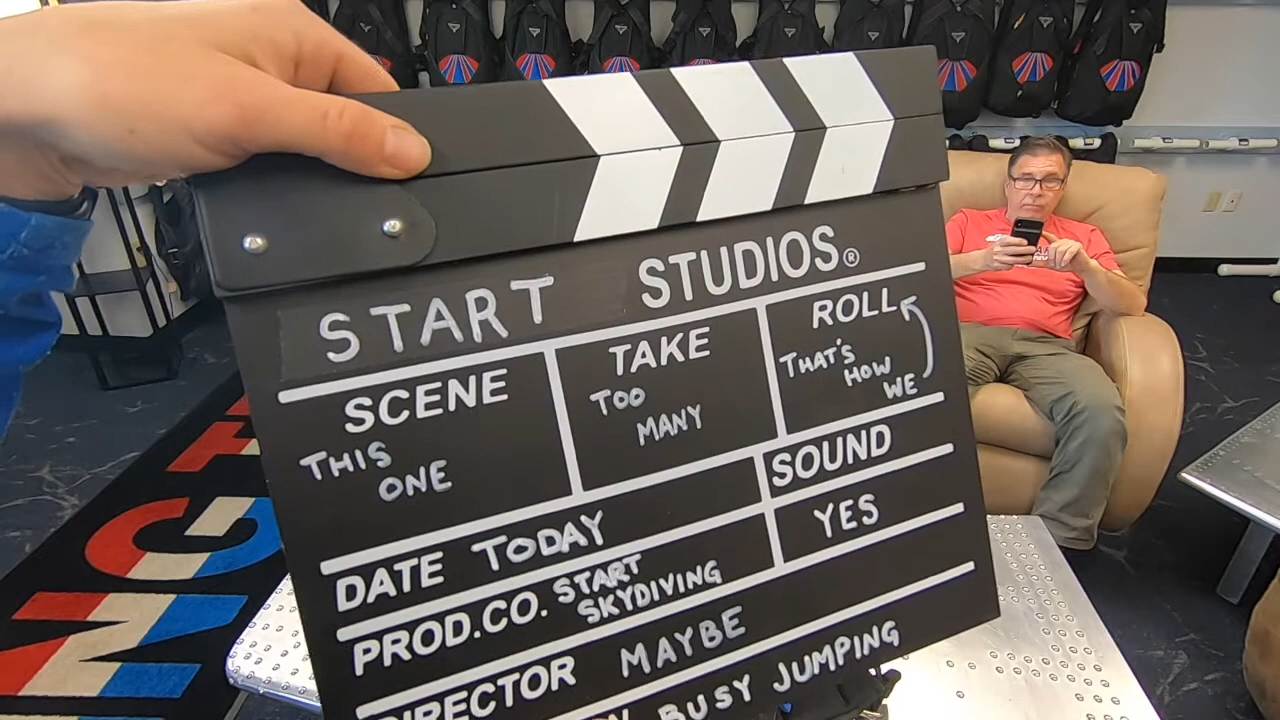 START STUDIOS®
SCENE
THIS
ONE
TAKE
TOO
MANY
ROLL
THAT'S
HOW
WE
SOUND
YES
DATE TODAY
PROD.CO. START
SKYDIVING
DIRECTOR MAYBE
BUSY JUMPING